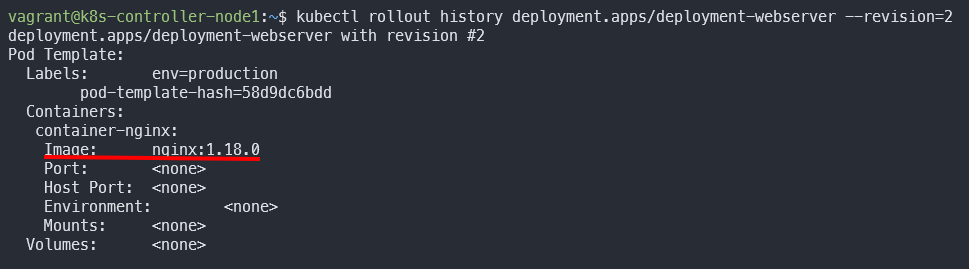 vagrant@k8s-controller-node1:~$ kubectl rollout history deployment.apps/deployment-webserver --revision=2
deployment.apps/deployment-webserver with revision #2
Pod Template:
  Labels:       env=production
        pod-template-hash=58d9dc6bdd
  Containers:
   container-nginx:
    Image:      nginx:1.18.0
    Port:       <none>
    Host Port:  <none>
    Environment:        <none>
    Mounts:     <none>
  Volumes:      <none>